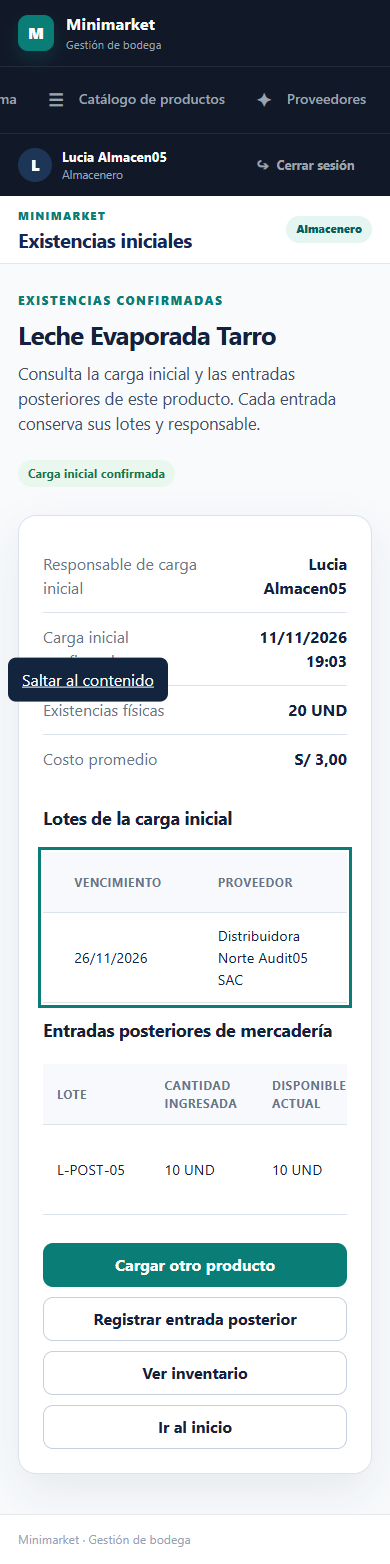 M
Minimarket
Gestión de bodega
ma
Catálogo de productos
Proveedores
L
Lucia Almacen05
Almacenero
Cerrar sesión
MINIMARKET
Existencias iniciales
Almacenero
EXISTENCIAS CONFIRMADAS
Leche Evaporada Tarro
Consulta la carga inicial y las entradas
posteriores de este producto. Cada entrada
conserva sus lotes y responsable.
Carga inicial confirmada
Responsable de carga
inicial
Lucia
Almacen05
Carga inicial
11/11/2026
19:03
Saltar al contenido
Existencias físicas
20 UND
Costo promedio
S/ 3,00
Lotes de la carga inicial
VENCIMIENTO
PROVEEDOR
26/11/2026
Distribuidora
Norte Audit05
SAC
Entradas posteriores de mercadería
LOTE
CANTIDAD
INGRESADA
DISPONIBLE
ACTUAL
L-POST-05
10 UND
10 UND
Cargar otro producto
Registrar entrada posterior
Ver inventario
Ir al inicio
Minimarket · Gestión de bodega